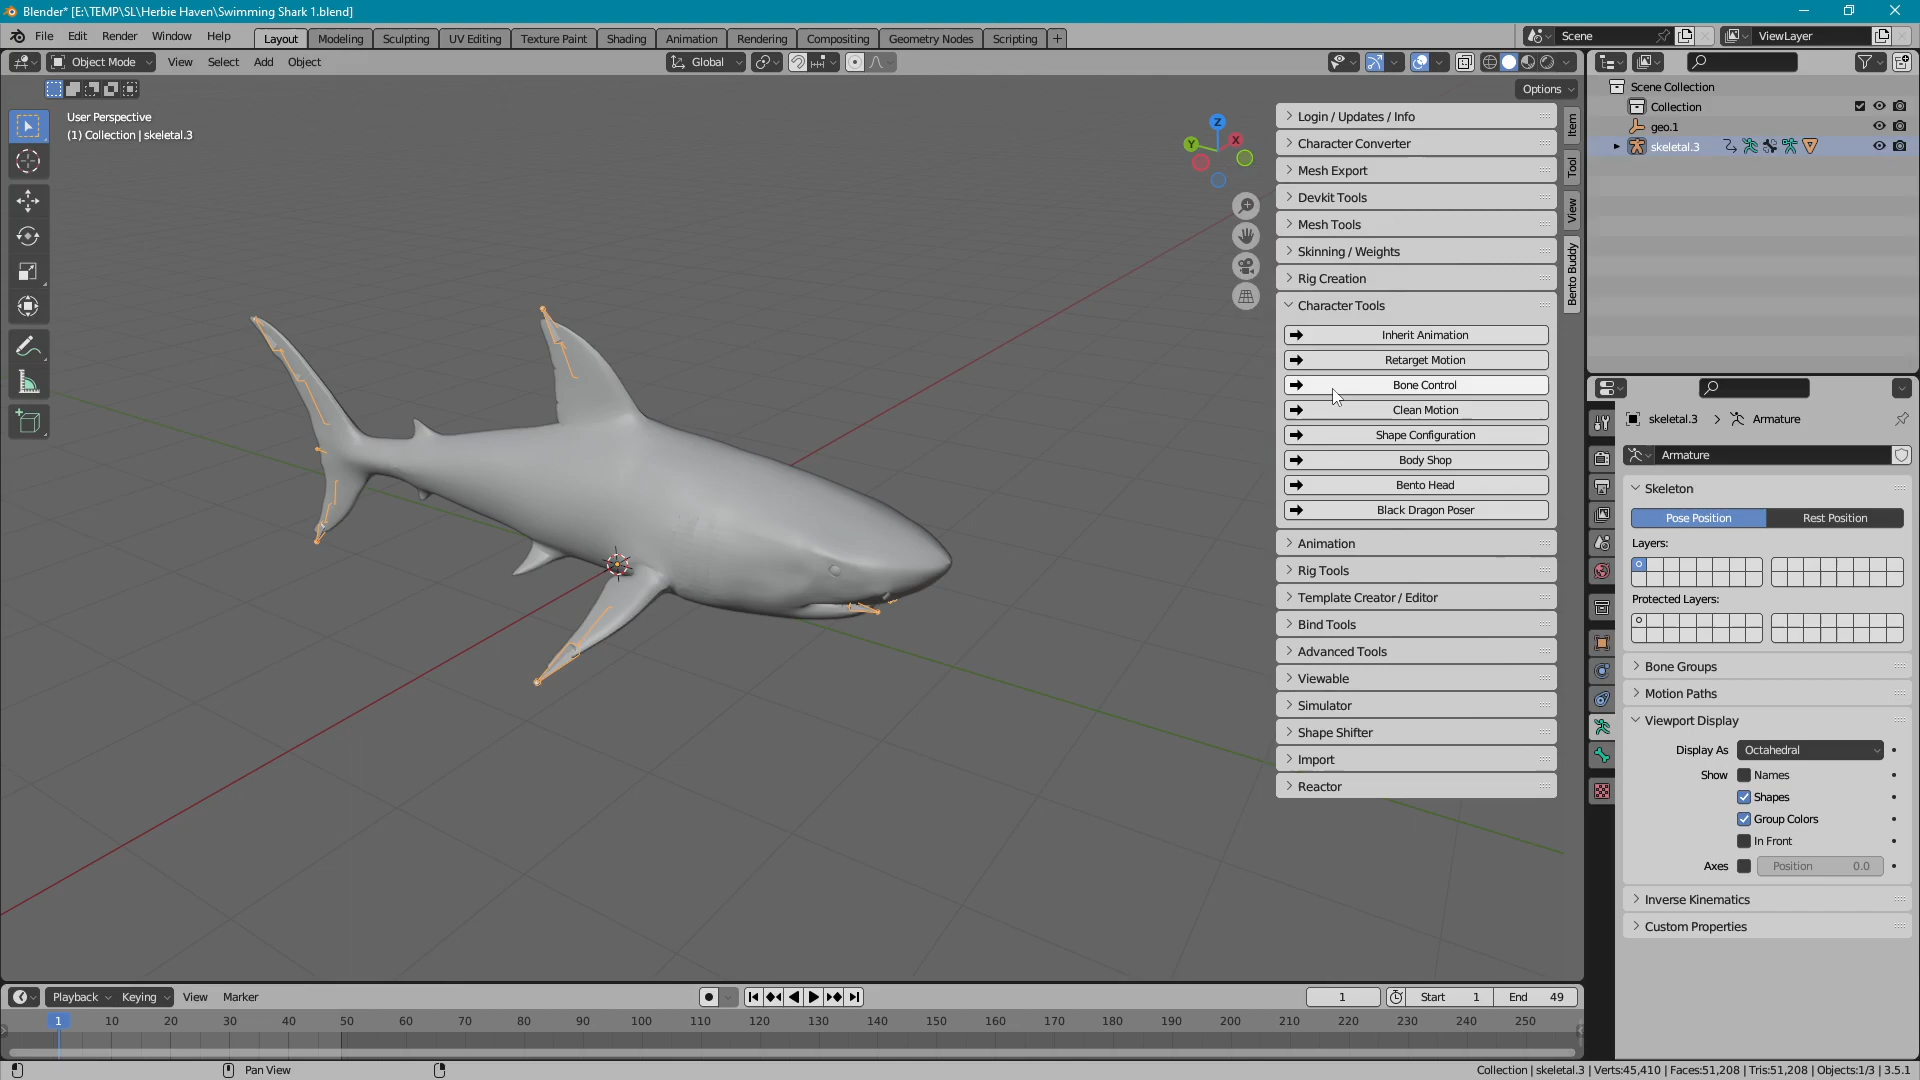 Blender* [E:\TEMP\SL\Herbie Haven\Swimming Shark 1.blend]
File Edit Render Window Help
Layout Modeling Sculpting UV Editing Texture Paint Shading Animation Rendering Compositing Geometry Nodes Scripting +
Scene
ViewLayer
Object Mode View Select Add Object
Global
Options
User Perspective
(1) Collection | skeletal.3
Z
Y
X
Login / Updates / Info
Character Converter
Mesh Export
Devkit Tools
Mesh Tools
Skinning / Weights
Rig Creation
Character Tools
Inherit Animation
Retarget Motion
Bone Control
Clean Motion
Shape Configuration
Body Shop
Bento Head
Black Dragon Poser
Animation
Rig Tools
Template Creator / Editor
Bind Tools
Advanced Tools
Viewable
Simulator
Shape Shifter
Import
Reactor
Item
Tool
View
Bento Buddy
Scene Collection
Collection
geo.1
skeletal.3
skeletal.3 > Armature
Armature
Skeleton
Pose Position Rest Position
Layers:
Protected Layers:
Bone Groups
Motion Paths
Viewport Display
Display As Octahedral
Show Names
Shapes
Group Colors
In Front
Axes Position 0.0
Inverse Kinematics
Custom Properties
Playback Keying View Marker
1
Start 1
End 49
1 10 20 30 40 50 60 70 80 90 100 110 120 130 140 150 160 170 180 190 200 210 220 230 240 250
Pan View
Collection | skeletal.3 | Verts:45,410 | Faces:51,208 | Tris:51,208 | Objects:1/3 | 3.5.1